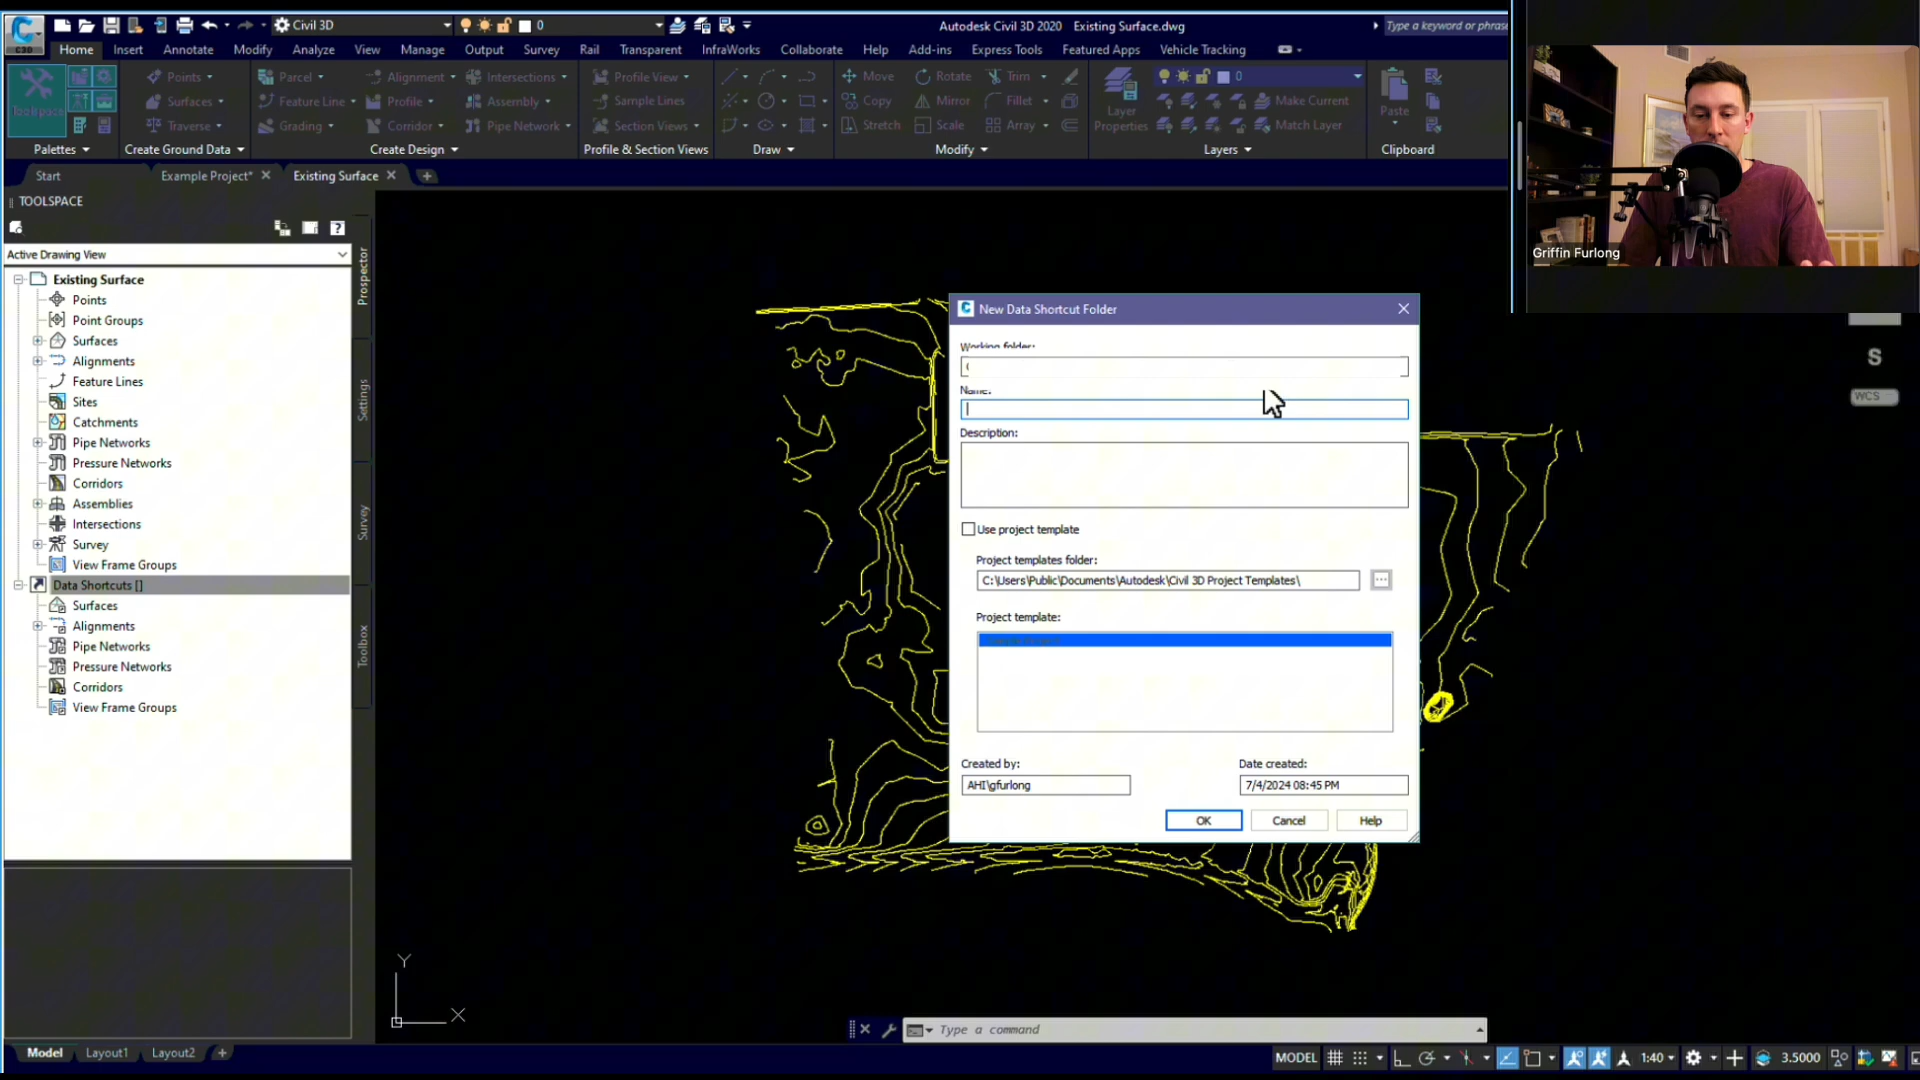 Civil 3D
0
Autodesk Civil 3D 2020 Existing Surface.dwg
Type a keyword or phrase
C3D
Home Insert Annotate Modify Analyze View Manage Output Survey Rail Transparent InfraWorks Collaborate Help Add-ins Express Tools Featured Apps Vehicle Tracking
Toolspace
Points
Surfaces
Traverse
Parcel
Feature Line
Grading
Alignment
Profile
Corridor
Intersections
Assembly
Pipe Network
Profile View
Sample Lines
Section Views
Move
Copy
Stretch
Rotate
Mirror
Scale
Trim
Fillet
Array
Layer
Properties
0
Make Current
Match Layer
Paste
Palettes Create Ground Data Create Design Profile & Section Views Draw Modify Layers Clipboard
Start Example Project* Existing Surface
Griffin Furlong
TOOLSPACE
Active Drawing View
Existing Surface
Points
Point Groups
Surfaces
Alignments
Feature Lines
Sites
Catchments
Pipe Networks
Pressure Networks
Corridors
Assemblies
Intersections
Survey
View Frame Groups
Data Shortcuts []
Surfaces
Alignments
Pipe Networks
Pressure Networks
Corridors
View Frame Groups
Prospector
Settings
Survey
Toolbox
New Data Shortcut Folder
Working folder:
Name:
Description:
Use project template
Project templates folder:
C:\Users\Public\Documents\Autodesk\Civil 3D Project Templates\
Project template:
Created by:
AHI\gfurlong
Date created:
7/4/2024 08:45 PM
OK Cancel Help
S
WCS
Y
X
Type a command
Model Layout1 Layout2
MODEL 1:40 3.5000